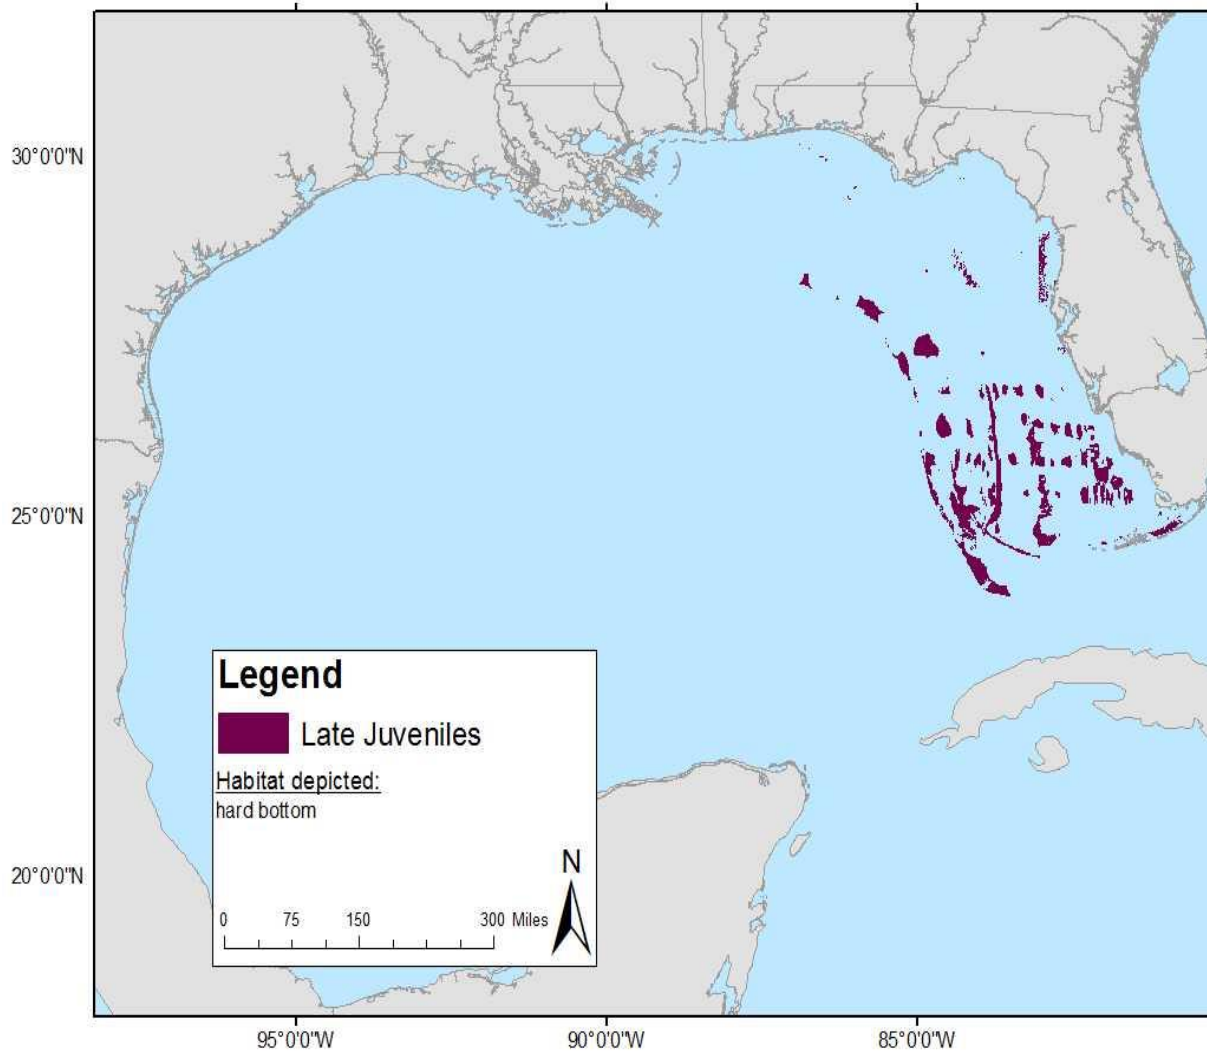 30°0'0"N
25°0'0"N
Legend
Late Juveniles
Habitat depicted:
hard bottom
N
20°0'0"N
0 75 150 300 Miles
95°0'0"W 90°0'0"W 85°0'0"W